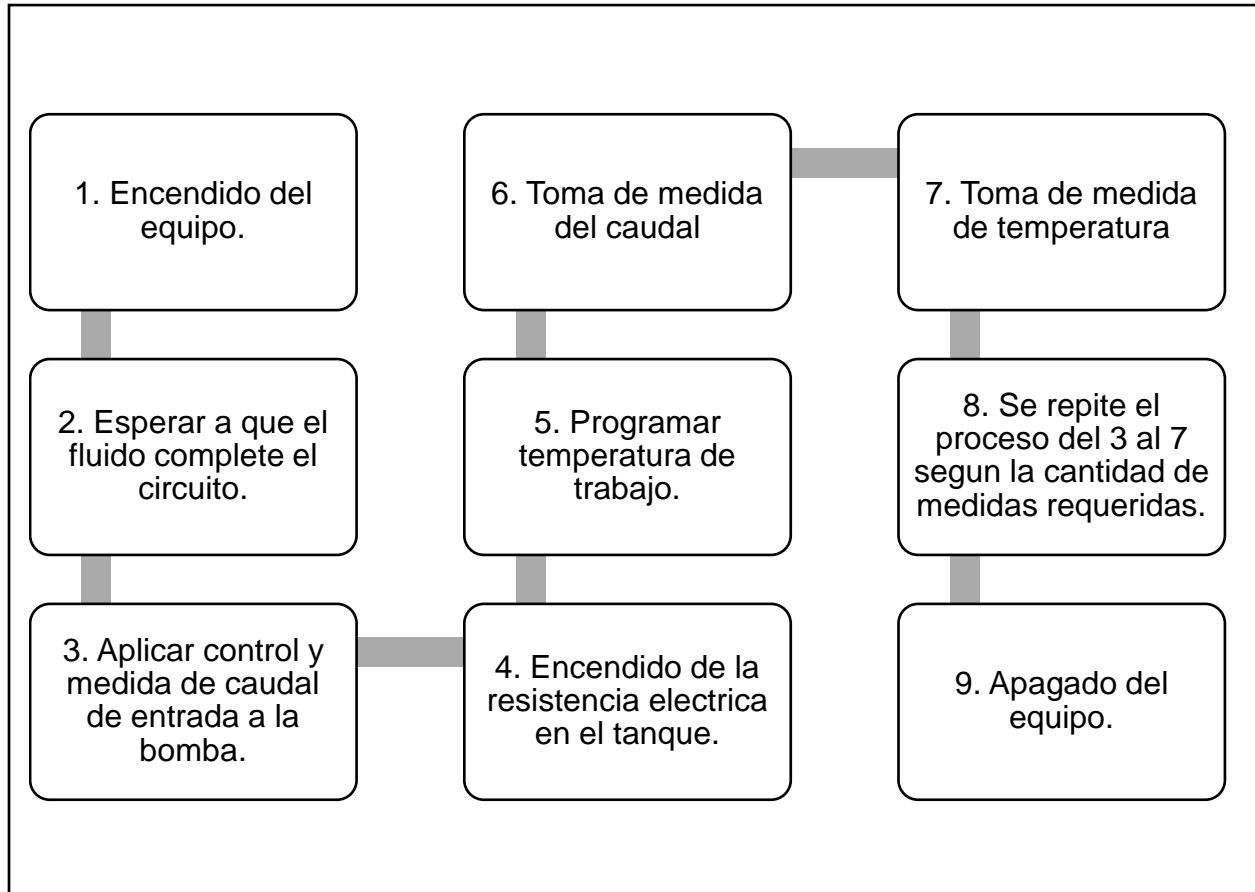 1. Encendido del
equipo.
2. Esperar a que el
fluido complete el
circuito.
3. Aplicar control y
medida de caudal
de entrada a la
bomba.
4. Encendido de la
resistencia electrica
en el tanque.
5. Programar
temperatura de
trabajo.
6. Toma de medida
del caudal
7. Toma de medida
de temperatura
8. Se repite el
proceso del 3 al 7
segun la cantidad de
medidas requeridas.
9. Apagado del
equipo.